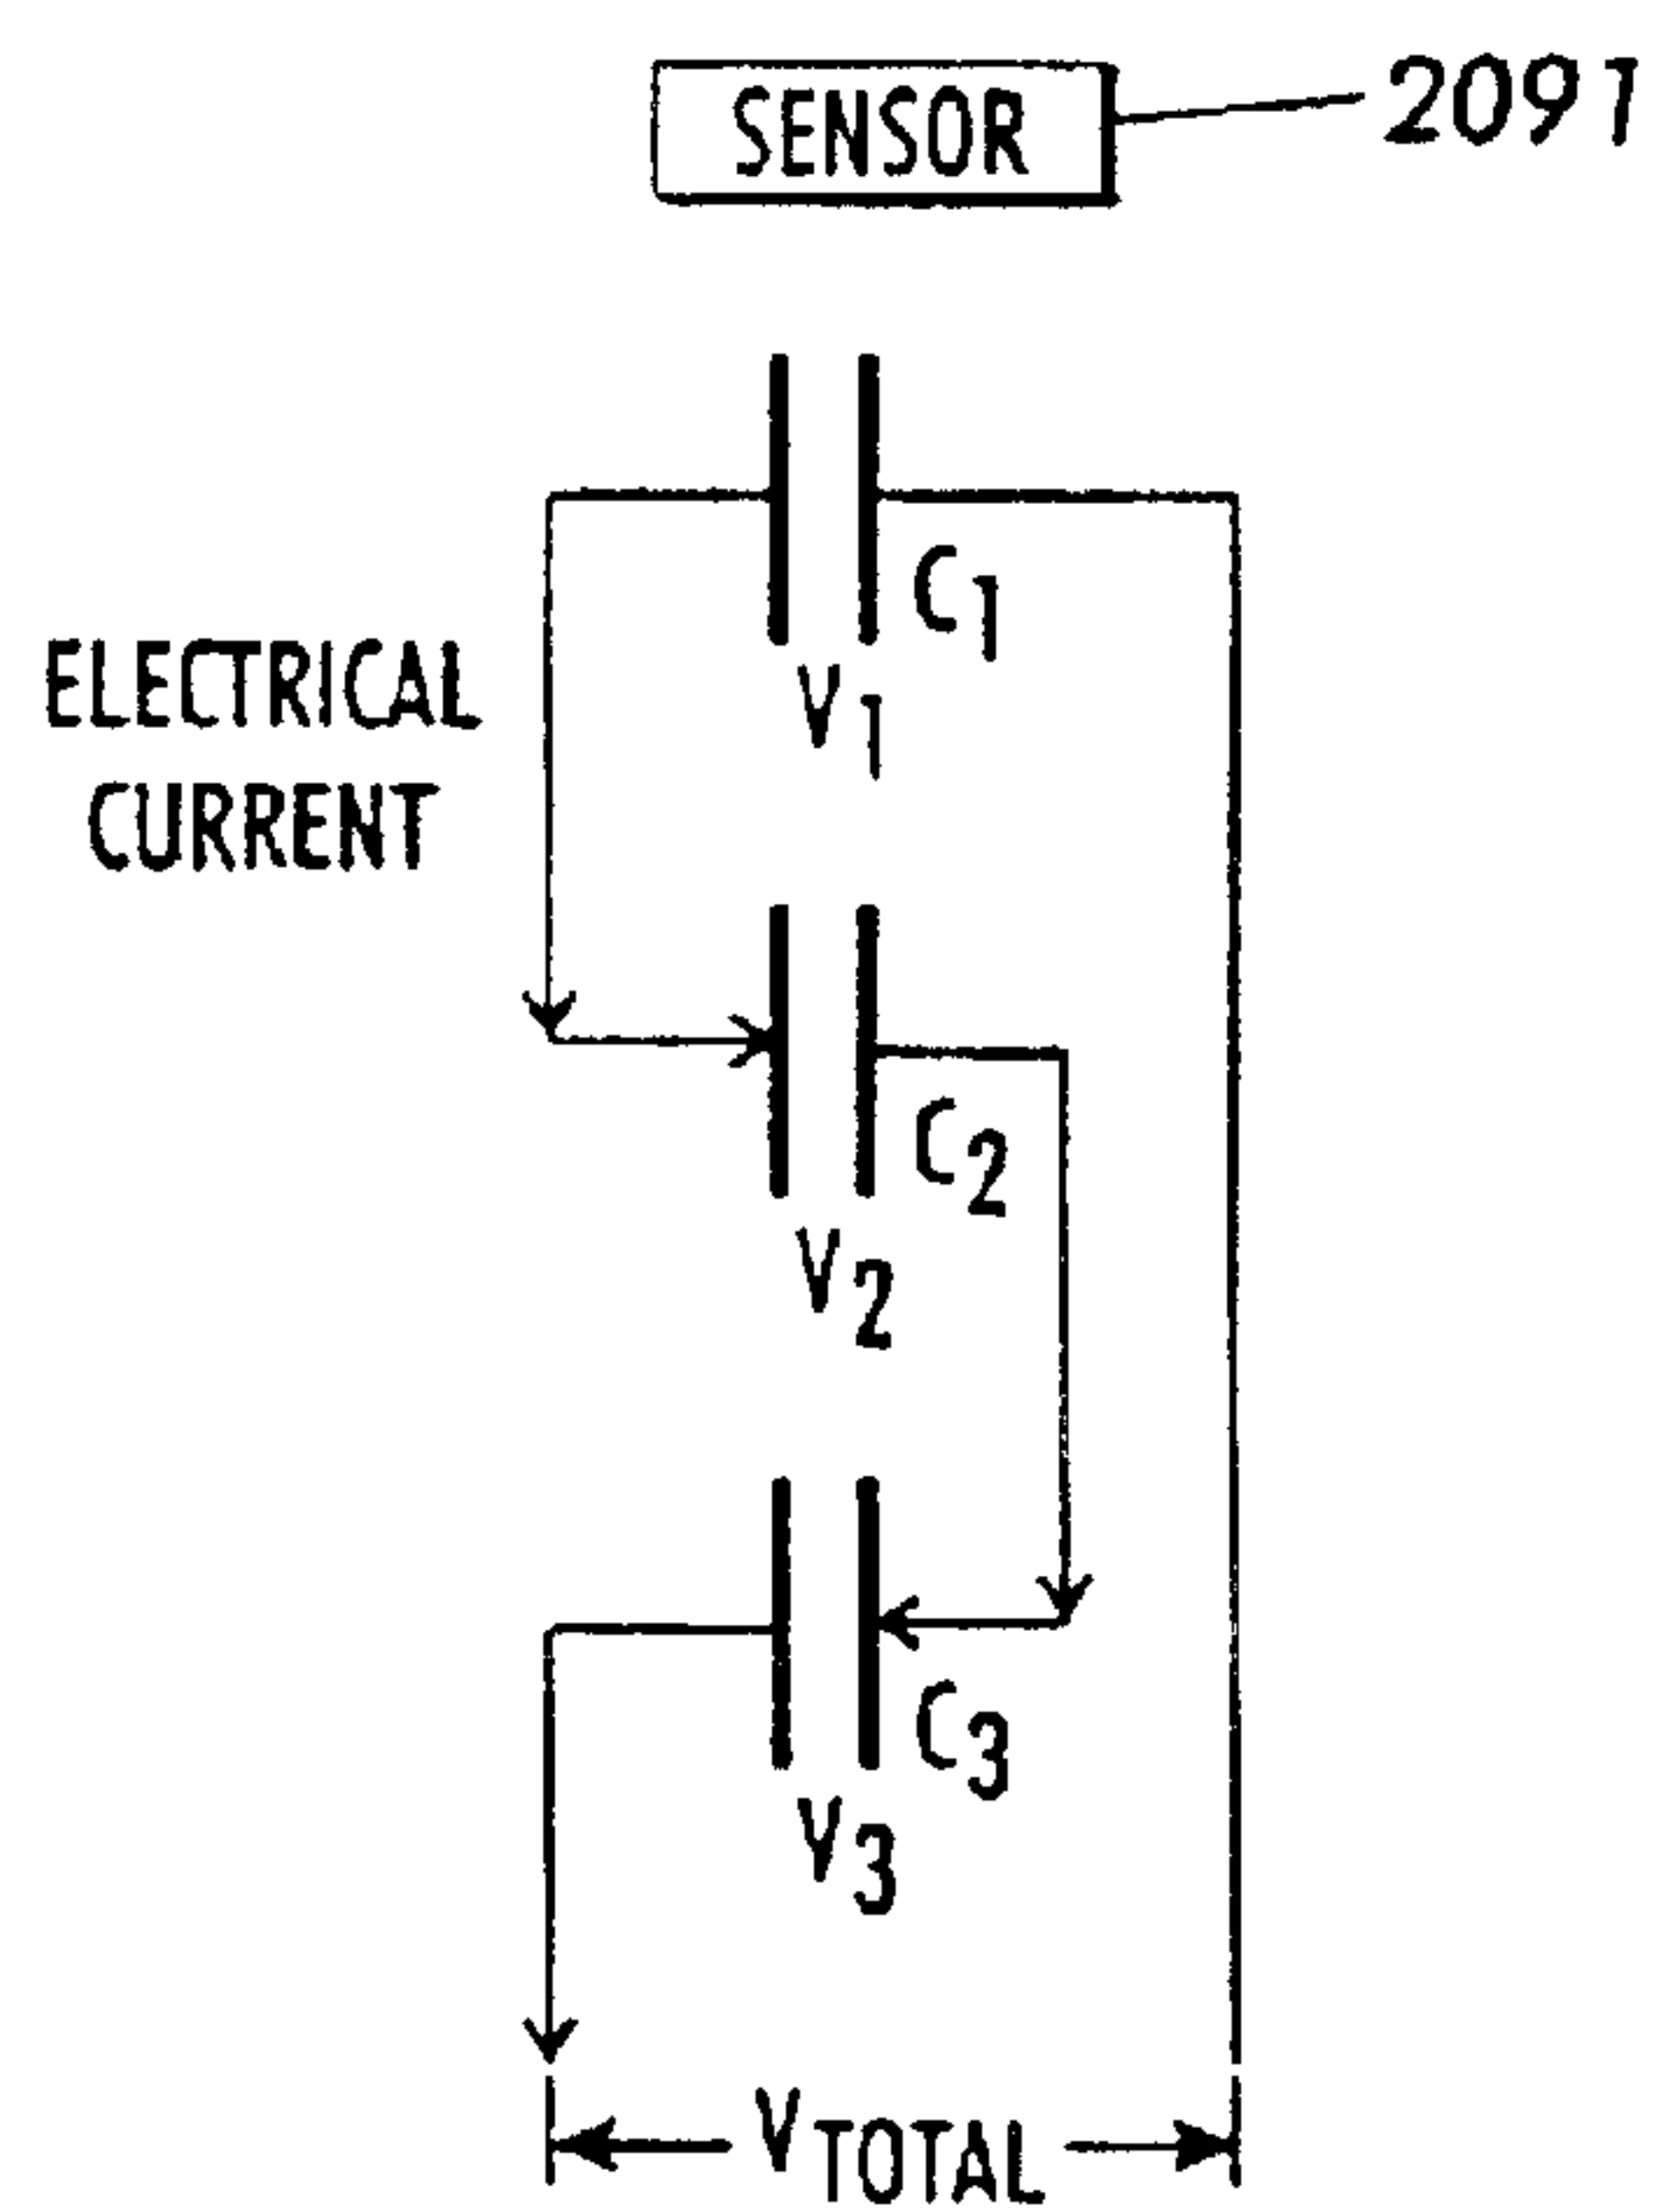 SENSOR
2091
C1
ELECTRICAL
CURRENT
V1
C2
V2
C3
V3
VTOTAL